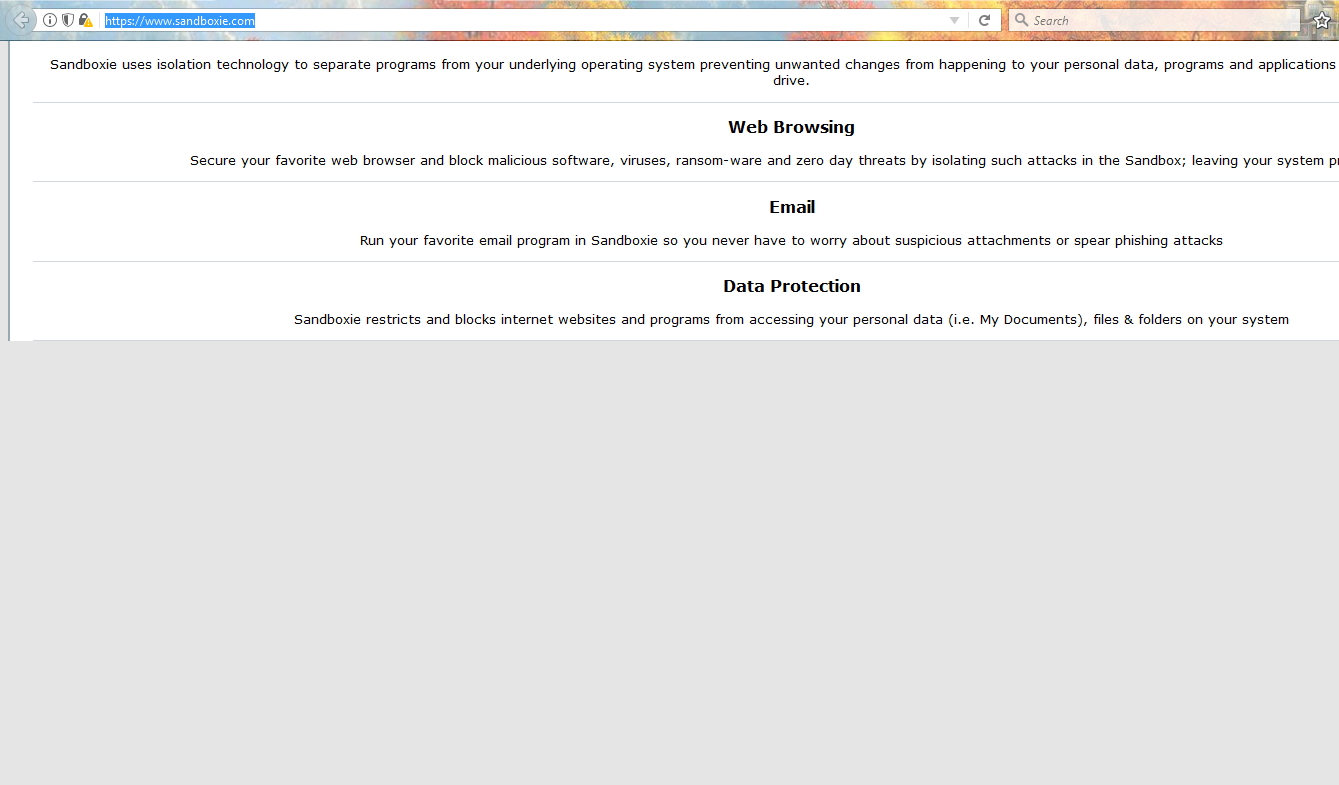 https://www.sandboxie.com
Search
Sandboxie uses isolation technology to separate programs from your underlying operating system preventing unwanted changes from happening to your personal data, programs and applications
drive.
Web Browsing
Secure your favorite web browser and block malicious software, viruses, ransom-ware and zero day threats by isolating such attacks in the Sandbox; leaving your system
Email
Run your favorite email program in Sandboxie so you never have to worry about suspicious attachments or spear phishing attacks
Data Protection
Sandboxie restricts and blocks internet websites and programs from accessing your personal data (i.e. My Documents), files & folders on your system